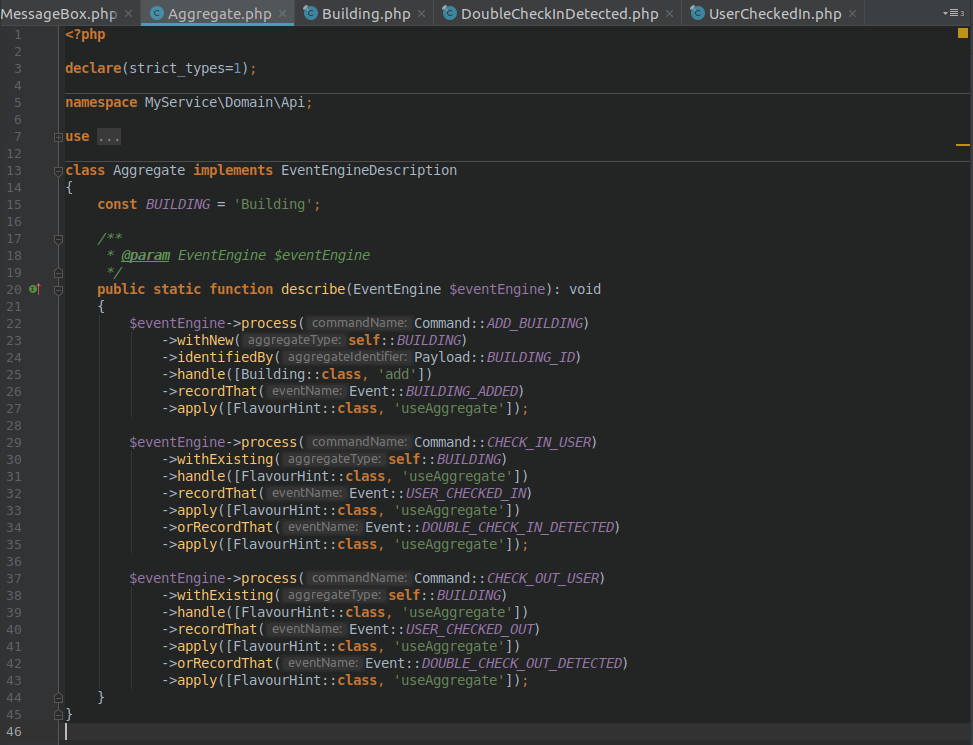 MessageBox.php × Aggregate.php × Building.php × DoubleCheckInDetected.php × UserCheckedIn.php × 3
1 <?php
2
3 declare(strict_types=1);
4
5 namespace MyService\Domain\Api;
6
7 use ...
12
13 class Aggregate implements EventEngineDescription
14 {
15 const BUILDING = 'Building';
16
17 /**
18 * @param EventEngine $eventEngine
19 */
20 public static function describe(EventEngine $eventEngine): void
21 {
22 $eventEngine->process( commandName: Command::ADD_BUILDING)
23 ->withNew( aggregateType: self::BUILDING)
24 ->identifiedBy( aggregateIdentifier: Payload::BUILDING_ID)
25 ->handle([Building::class, 'add'])
26 ->recordThat( eventName: Event::BUILDING_ADDED)
27 ->apply([FlavourHint::class, 'useAggregate']);
28
29 $eventEngine->process( commandName: Command::CHECK_IN_USER)
30 ->withExisting( aggregateType: self::BUILDING)
31 ->handle([FlavourHint::class, 'useAggregate'])
32 ->recordThat( eventName: Event::USER_CHECKED_IN)
33 ->apply([FlavourHint::class, 'useAggregate'])
34 ->orRecordThat( eventName: Event::DOUBLE_CHECK_IN_DETECTED)
35 ->apply([FlavourHint::class, 'useAggregate']);
36
37 $eventEngine->process( commandName: Command::CHECK_OUT_USER)
38 ->withExisting( aggregateType: self::BUILDING)
39 ->handle([FlavourHint::class, 'useAggregate'])
40 ->recordThat( eventName: Event::USER_CHECKED_OUT)
41 ->apply([FlavourHint::class, 'useAggregate'])
42 ->orRecordThat( eventName: Event::DOUBLE_CHECK_OUT_DETECTED)
43 ->apply([FlavourHint::class, 'useAggregate']);
44 }
45 }
46